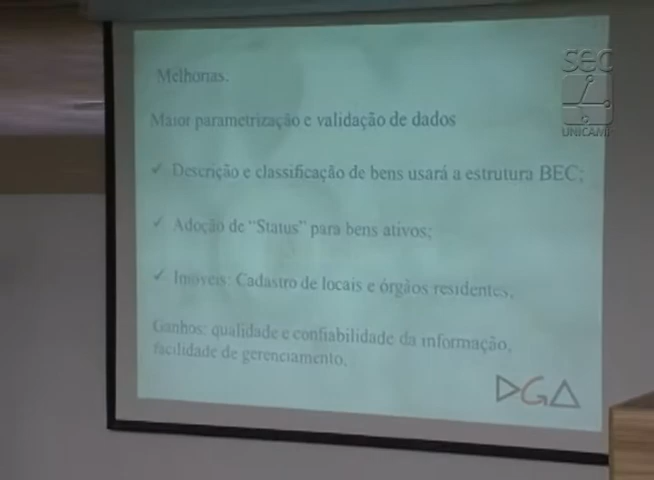 Melhorias:
Maior parametrização e validação de dados
✓ Descrição e classificação de bens usará a estrutura BEC;
✓ Adoção de "Status" para bens ativos;
✓ Imóveis: Cadastro de locais e órgãos residentes.
Ganhos: qualidade e confiabilidade da informação,
facilidade de gerenciamento.
DGA
sec
UNICAMP